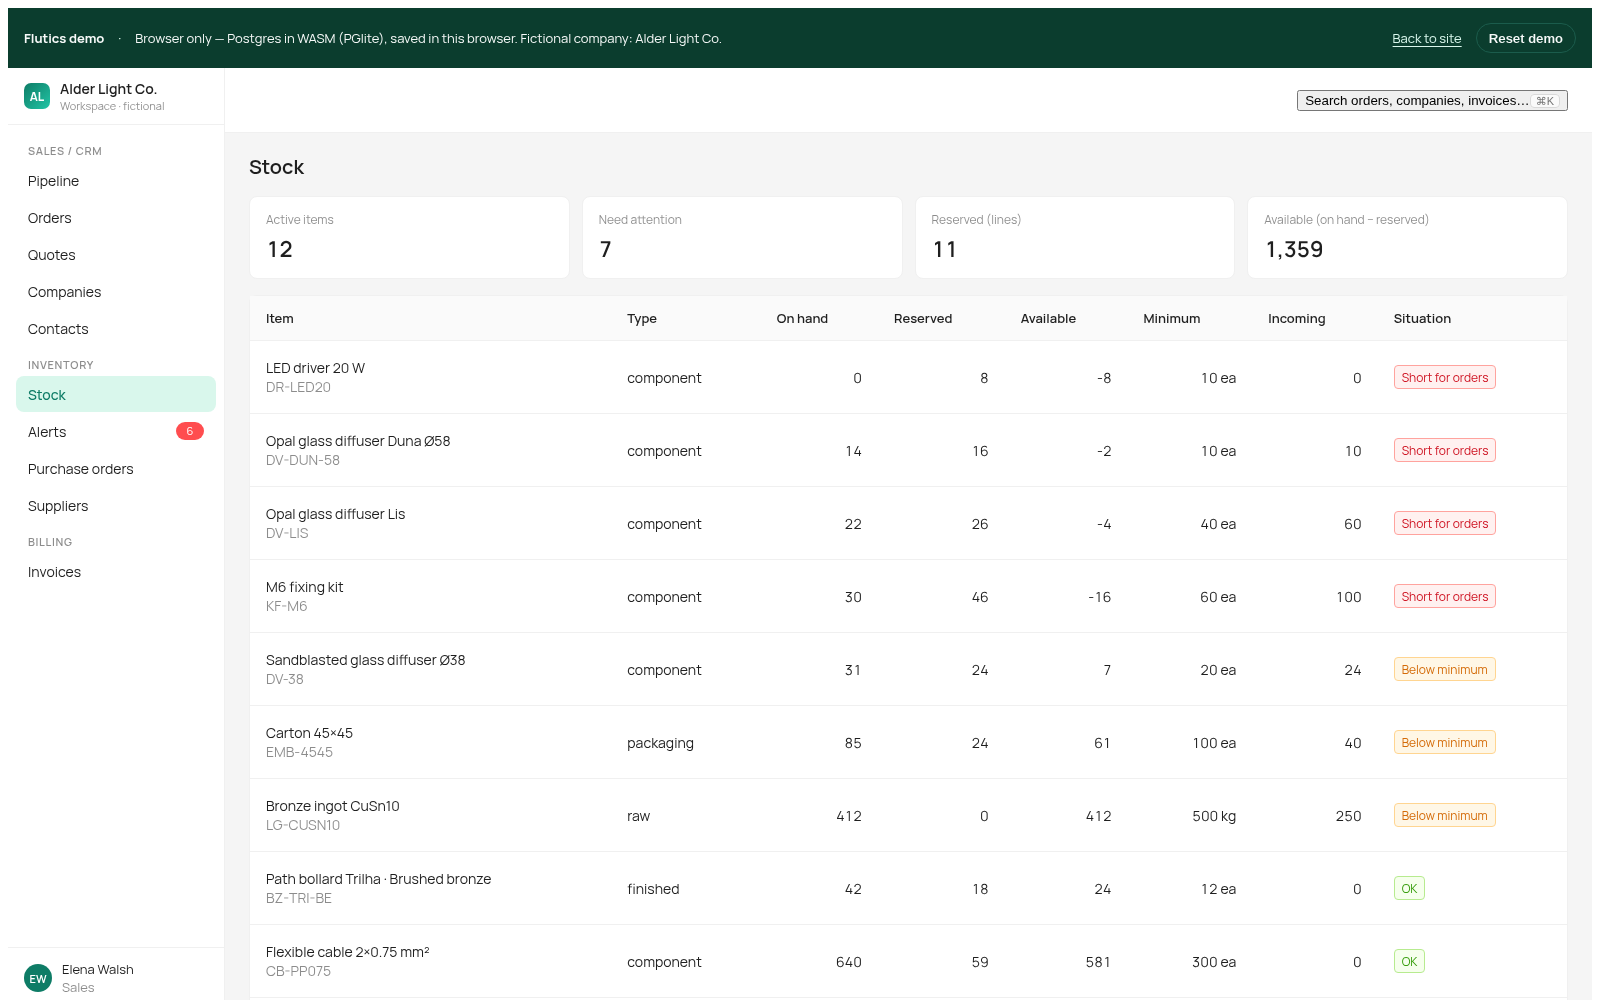 Flutics demo · Browser only — Postgres in WASM (PGlite), saved in this browser. Fictional company: Alder Light Co. Back to site Reset demo
AL Alder Light Co.
Workspace · fictional
Search orders, companies, invoices... ⌘K
SALES / CRM
Pipeline
Orders
Quotes
Companies
Contacts
INVENTORY
Stock
Alerts 6
Purchase orders
Suppliers
BILLING
Invoices
EW Elena Walsh
Sales
Stock
Active items
12
Need attention
7
Reserved (lines)
11
Available (on hand − reserved)
1,359
Item Type On hand Reserved Available Minimum Incoming Situation
LED driver 20 W
DR-LED20
component 0 8 -8 10 ea 0 Short for orders
Opal glass diffuser Duna Ø58
DV-DUN-58
component 14 16 -2 10 ea 10 Short for orders
Opal glass diffuser Lis
DV-LIS
component 22 26 -4 40 ea 60 Short for orders
M6 fixing kit
KF-M6
component 30 46 -16 60 ea 100 Short for orders
Sandblasted glass diffuser Ø38
DV-38
component 31 24 7 20 ea 24 Below minimum
Carton 45×45
EMB-4545
packaging 85 24 61 100 ea 40 Below minimum
Bronze ingot CuSn10
LG-CUSN10
raw 412 0 412 500 kg 250 Below minimum
Path bollard Trilha · Brushed bronze
BZ-TRI-BE
finished 42 18 24 12 ea 0 OK
Flexible cable 2×0.75 mm²
CB-PP075
component 640 59 581 300 ea 0 OK